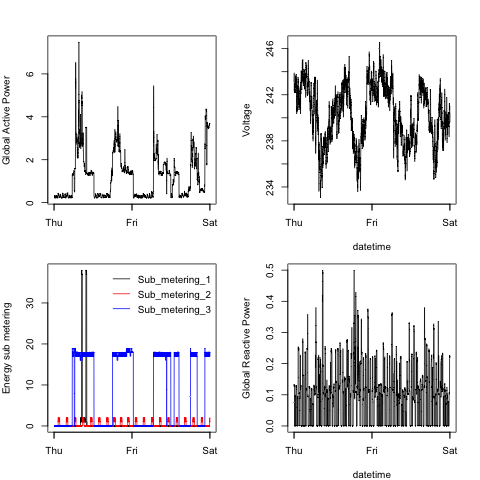 Global Active Power
0 2 4 6
Thu Fri Sat
Voltage
234 238 242 246
Thu Fri Sat
datetime
Energy sub metering
0 10 20 30
Sub_metering_1
Sub_metering_2
Sub_metering_3
Thu Fri Sat
Global Reactive Power
0.0 0.1 0.2 0.3 0.4 0.5
Thu Fri Sat
datetime